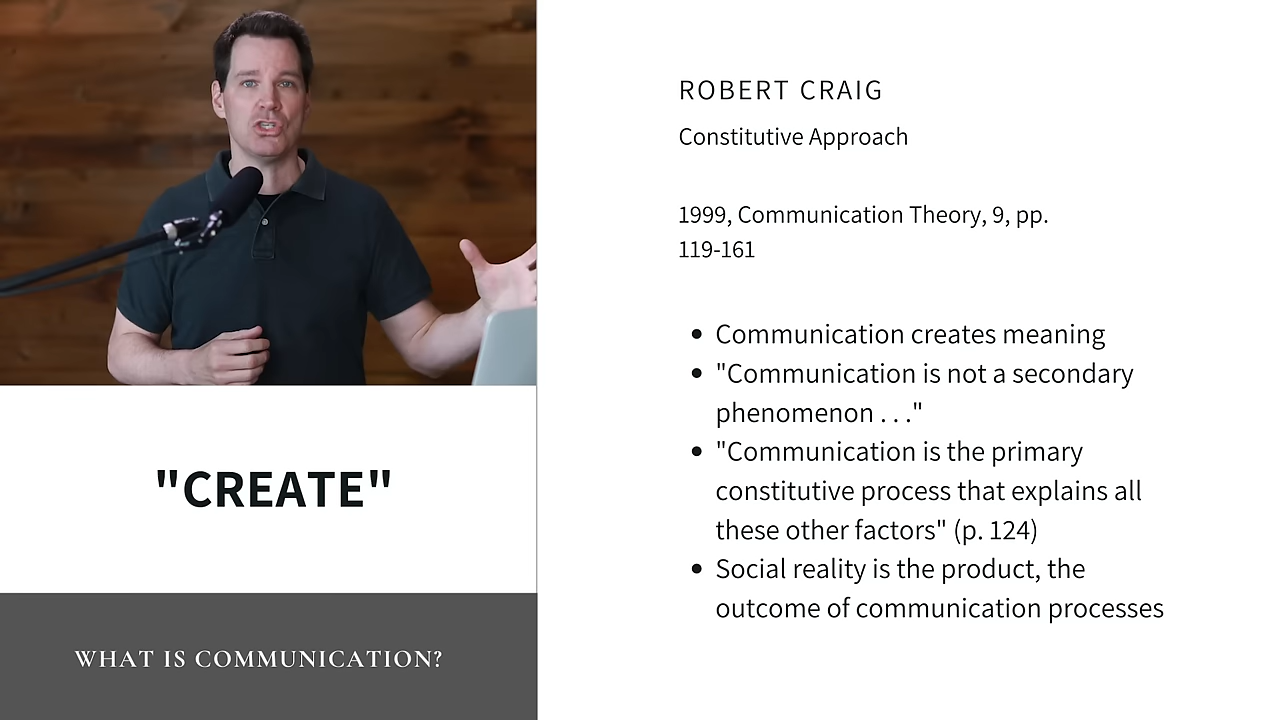 "CREATE"
WHAT IS COMMUNICATION?
ROBERT CRAIG
Constitutive Approach
1999, Communication Theory, 9, pp.
119-161
• Communication creates meaning
• "Communication is not a secondary
phenomenon . . ."
• "Communication is the primary
constitutive process that explains all
these other factors" (p. 124)
• Social reality is the product, the
outcome of communication processes